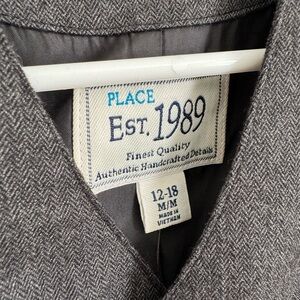 PLACE
EST. 1989
Finest Quality
Authentic Handcrafted Details
12-18
M/M
MADE IN
VIETNAM